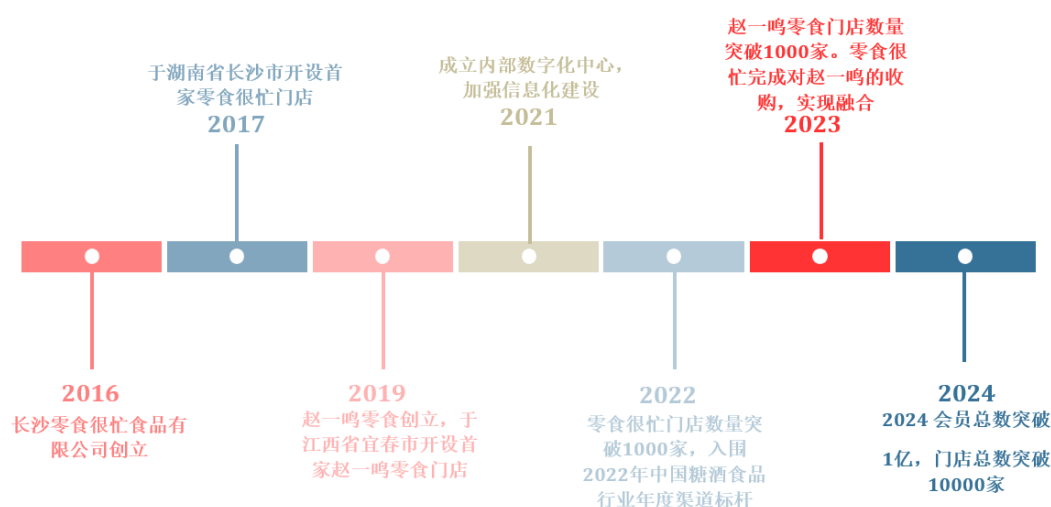 于湖南省长沙市开设首
家零食很忙门店
2017
成立内部数字化中心，
加强信息化建设
2021
赵一鸣零食门店数量
突破1000家。零食很
忙完成对赵一鸣的收
购，实现融合
2023
2016
长沙零食很忙食品有
限公司创立
2019
赵一鸣零食创立，于
江西省宜春市开设首
家赵一鸣零食门店
2022
零食很忙门店数量突
破1000家，入围
2022年中国糖酒食品
行业年度渠道标杆
2024
2024 会员总数突破
1亿，门店总数突破
10000家